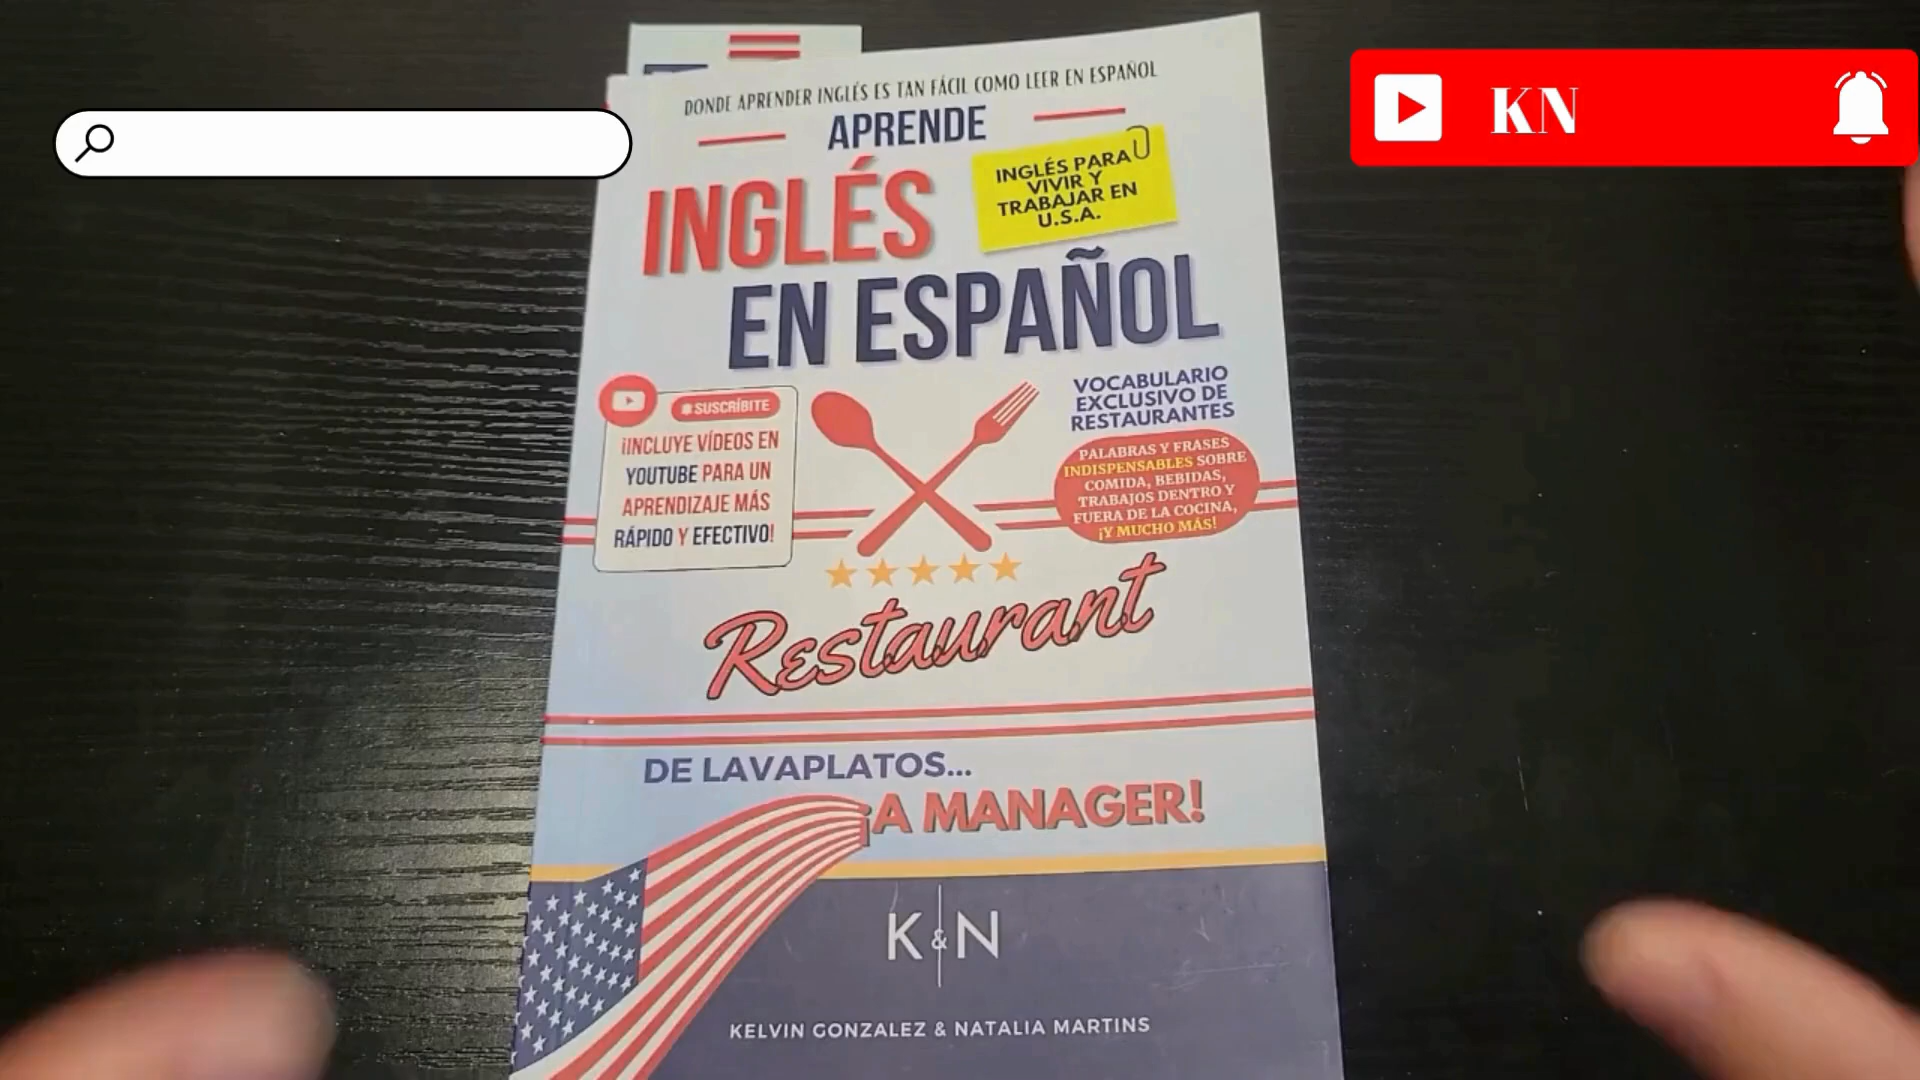 DONDE APRENDER INGLÉS ES TAN FÁCIL COMO LEER EN ESPAÑOL
APRENDE
INGLÉS
EN ESPAÑOL
INGLÉS PARA
VIVIR Y
TRABAJAR EN
U.S.A.
KN
SUSCRÍBITE
¡INCLUYE VÍDEOS EN
YOUTUBE PARA UN
APRENDIZAJE MÁS
RÁPIDO Y EFECTIVO!
VOCABULARIO
EXCLUSIVO DE
RESTAURANTES
PALABRAS Y FRASES
INDISPENSABLES SOBRE
COMIDA, BEBIDAS,
TRABAJOS DENTRO Y
FUERA DE LA COCINA,
¡Y MUCHO MÁS!
Restaurant
DE LAVAPLATOS...
¡A MANAGER!
K&N
KELVIN GONZALEZ & NATALIA MARTINS